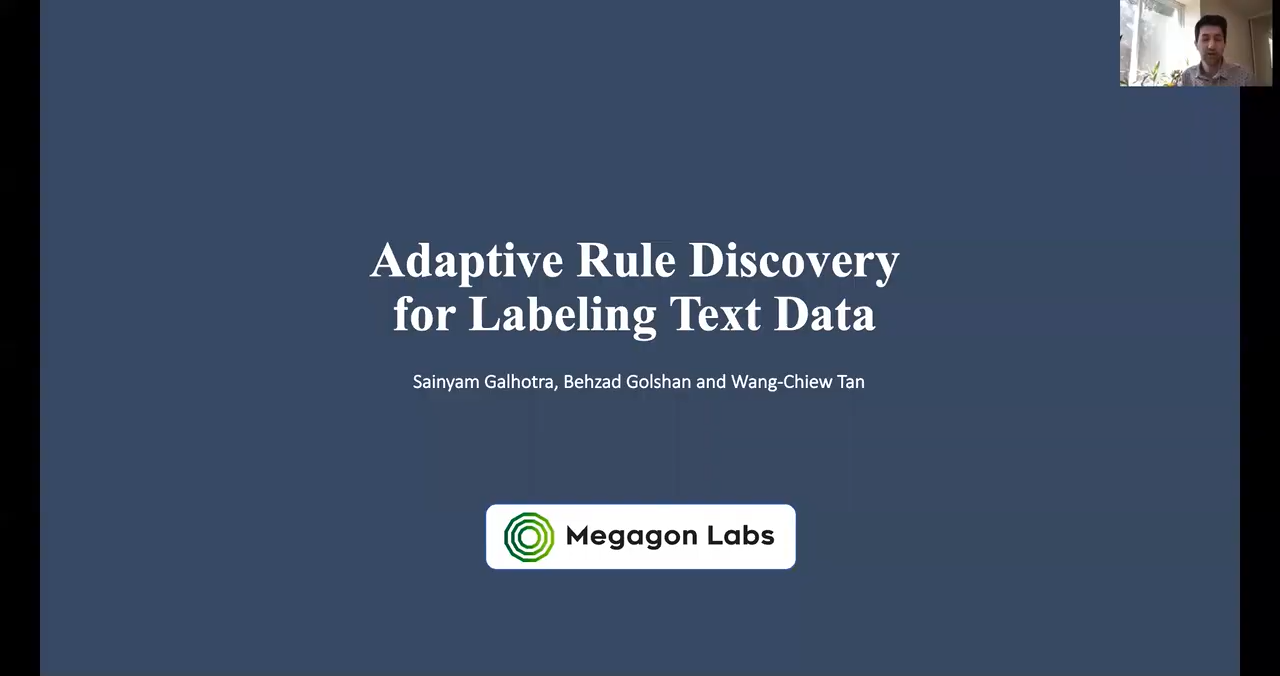 Adaptive Rule Discovery
for Labeling Text Data
Sainyam Galhotra, Behzad Golshan and Wang-Chiew Tan
Megagon Labs